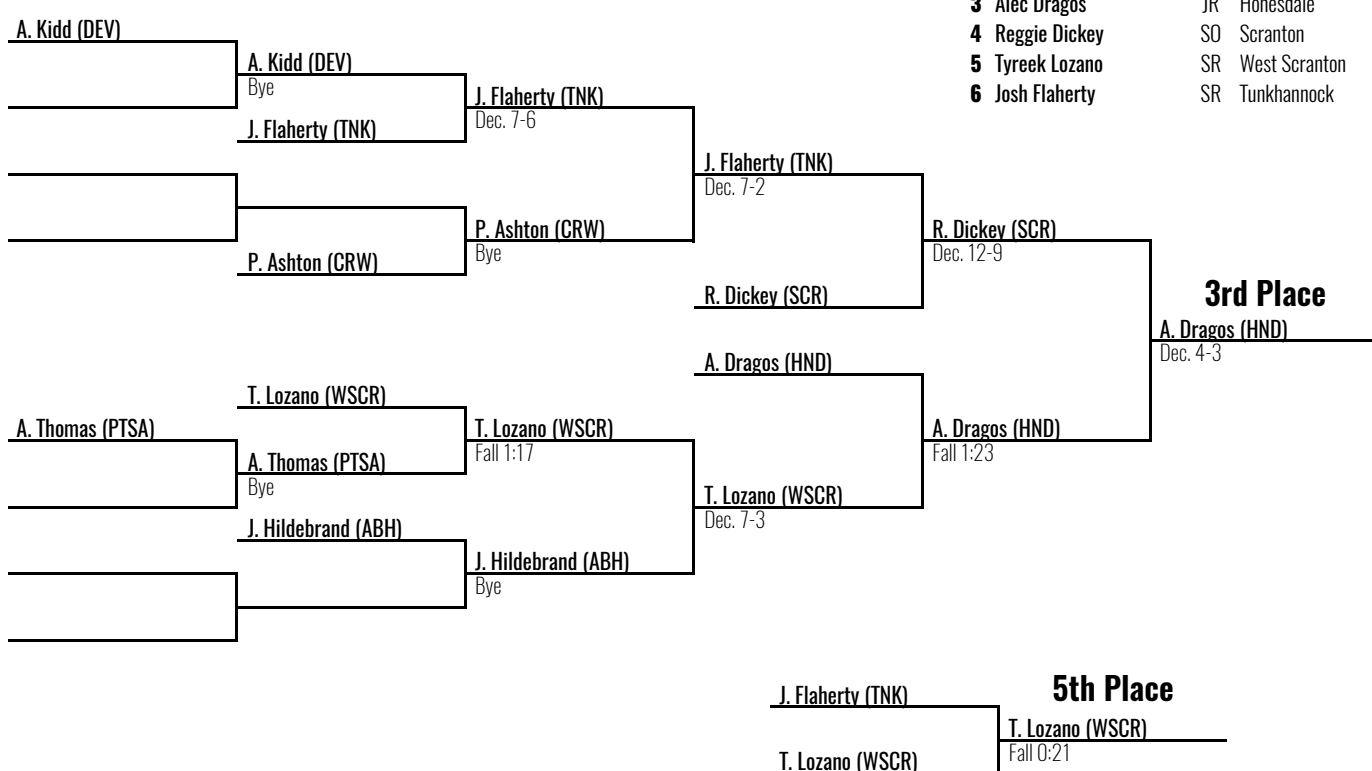 3 Alec Dragos JR Honesdale
4 Reggie Dickey SO Scranton
5 Tyreek Lozano SR West Scranton
6 Josh Flaherty SR Tunkhannock
A. Kidd (DEV)
A. Kidd (DEV)
Bye
J. Flaherty (TNK)
J. Flaherty (TNK)
Dec. 7-6
P. Ashton (CRW)
P. Ashton (CRW)
Bye
J. Flaherty (TNK)
Dec. 7-2
R. Dickey (SCR)
R. Dickey (SCR)
Dec. 12-9
3rd Place
A. Dragos (HND)
Dec. 4-3
A. Dragos (HND)
A. Dragos (HND)
Fall 1:23
T. Lozano (WSCR)
A. Thomas (PTSA)
A. Thomas (PTSA)
Bye
T. Lozano (WSCR)
Fall 1:17
T. Lozano (WSCR)
Dec. 7-3
J. Hildebrand (ABH)
J. Hildebrand (ABH)
Bye
5th Place
J. Flaherty (TNK)
T. Lozano (WSCR)
Fall 0:21
T. Lozano (WSCR)